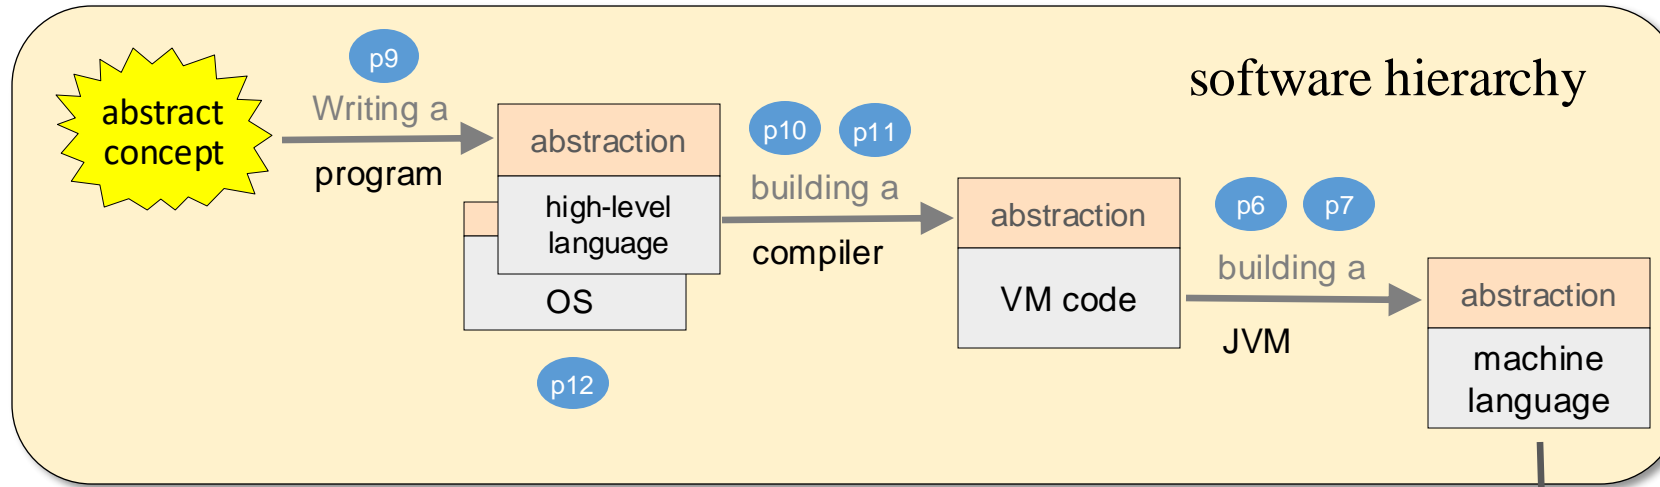 software hierarchy
abstract
concept
p9
Writing a
program
abstraction
high-level
language
OS
p12
p10
p11
building a
compiler
abstraction
VM code
p6
p7
building a
JVM
abstraction
machine
language